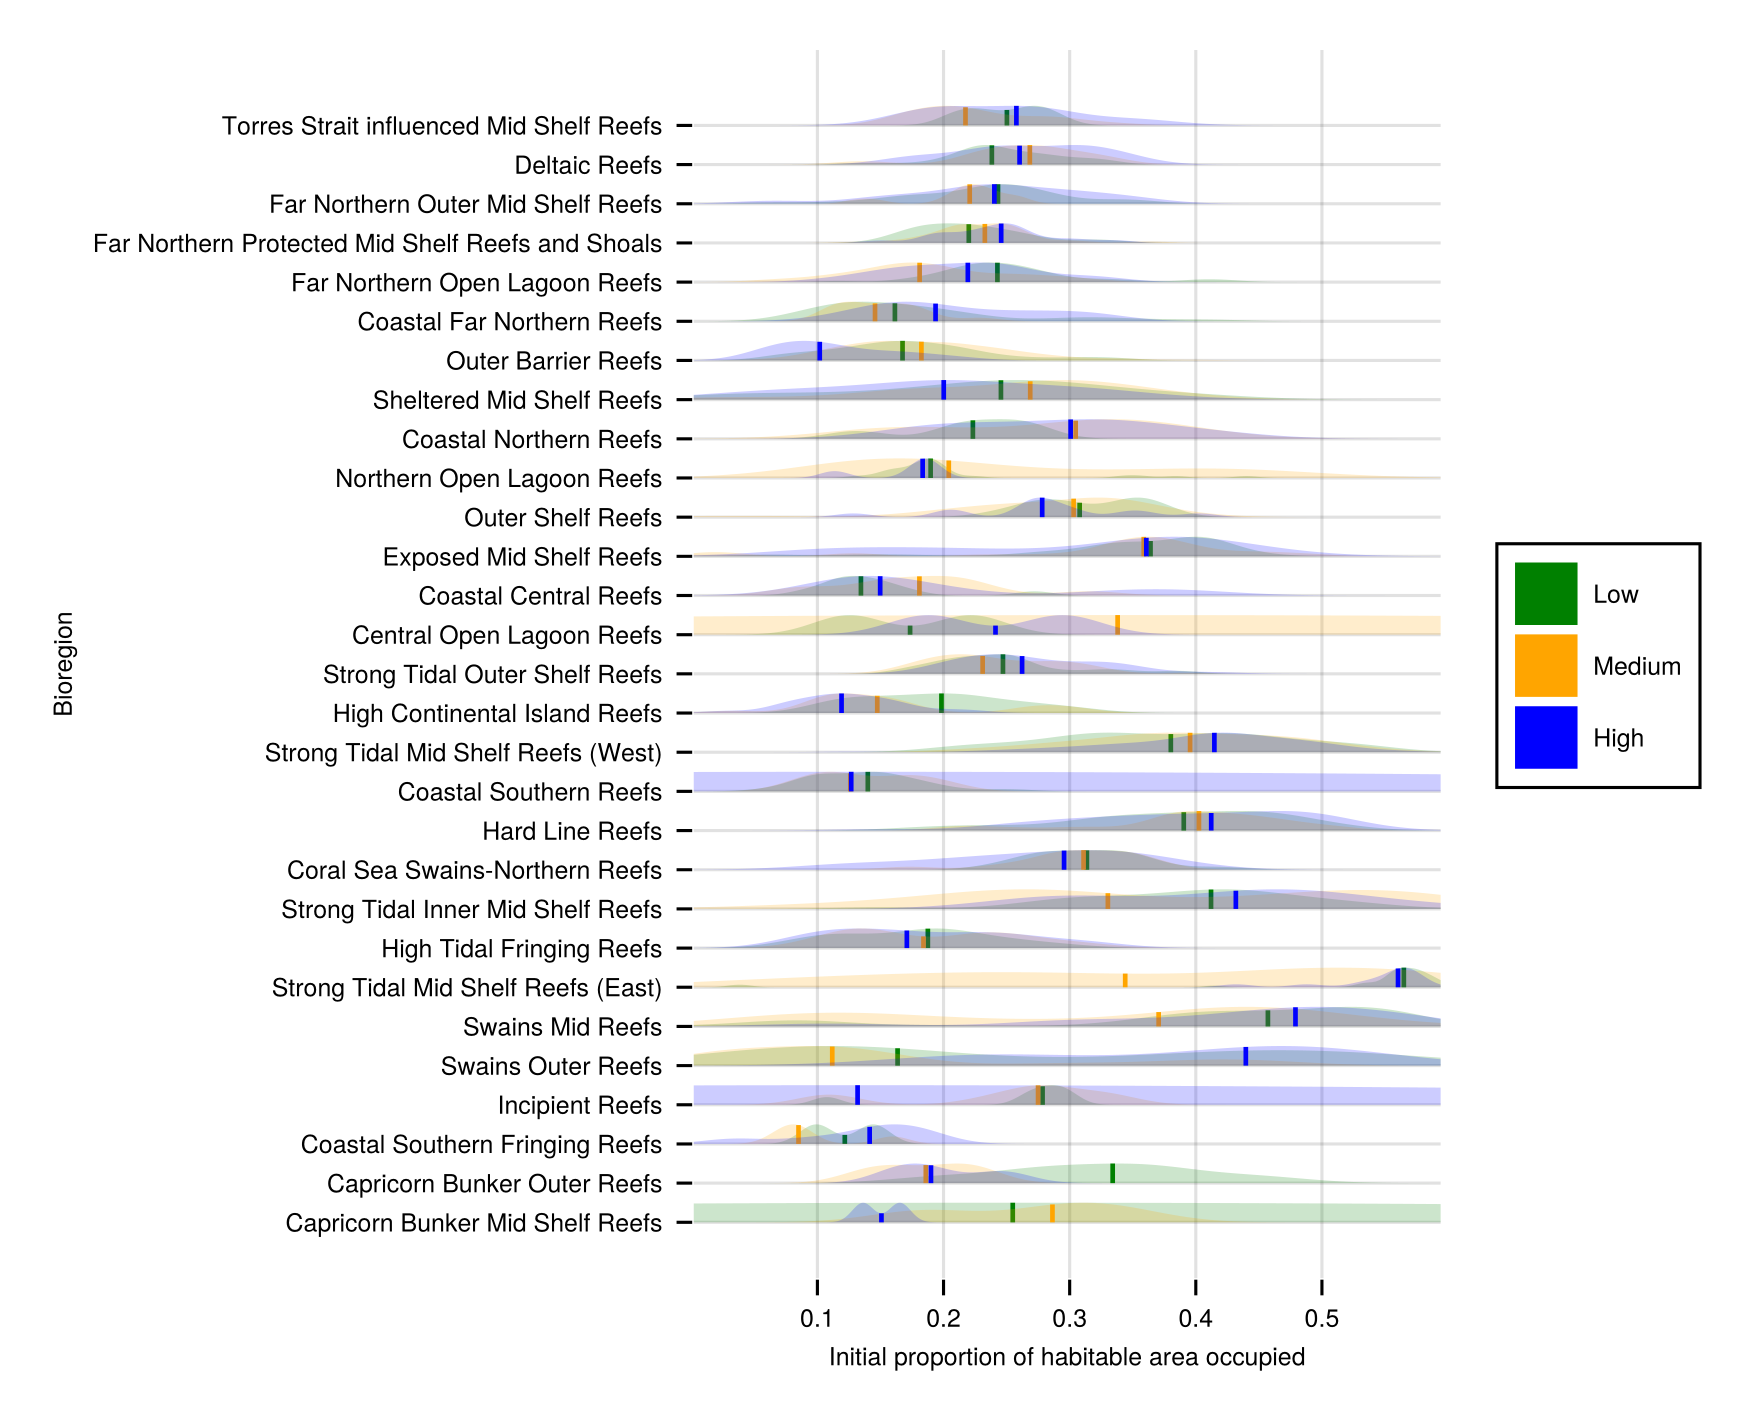 Torres Strait influenced Mid Shelf Reefs
Deltaic Reefs
Far Northern Outer Mid Shelf Reefs
Far Northern Protected Mid Shelf Reefs and Shoals
Far Northern Open Lagoon Reefs
Coastal Far Northern Reefs
Outer Barrier Reefs
Sheltered Mid Shelf Reefs
Coastal Northern Reefs
Northern Open Lagoon Reefs
Outer Shelf Reefs
Exposed Mid Shelf Reefs
Coastal Central Reefs
Central Open Lagoon Reefs
Strong Tidal Outer Shelf Reefs
High Continental Island Reefs
Strong Tidal Mid Shelf Reefs (West)
Coastal Southern Reefs
Hard Line Reefs
Coral Sea Swains-Northern Reefs
Strong Tidal Inner Mid Shelf Reefs
High Tidal Fringing Reefs
Strong Tidal Mid Shelf Reefs (East)
Swains Mid Reefs
Swains Outer Reefs
Incipient Reefs
Coastal Southern Fringing Reefs
Capricorn Bunker Outer Reefs
Capricorn Bunker Mid Shelf Reefs
Bioregion
0.1 0.2 0.3 0.4 0.5
Initial proportion of habitable area occupied
Low
Medium
High